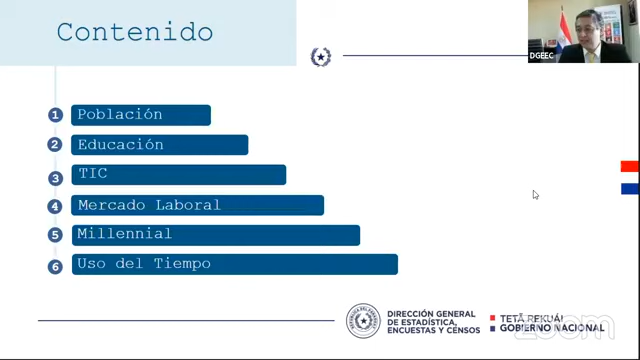 Contenido
DGEEC
1 Población
2 Educación
3 TIC
4 Mercado Laboral
5 Millennial
6 Uso del Tiempo
DIRECCIÓN GENERAL
DE ESTADÍSTICA,
ENCUESTAS Y CENSOS
TETÃ REKUÁI
GOBIERNO NACIONAL
zoom